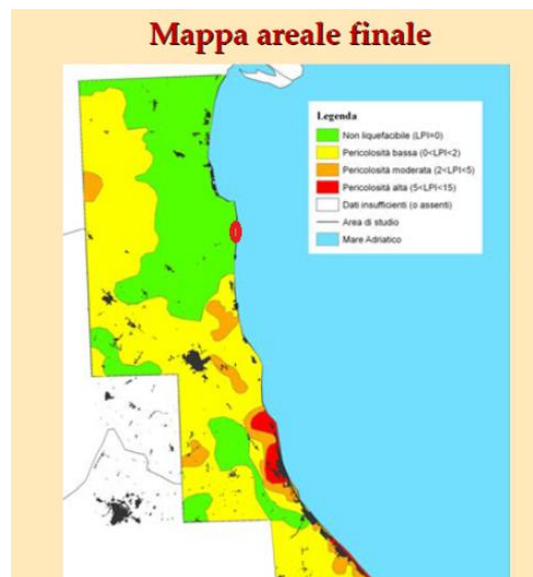 Mappa areale finale
Legenda
Non liquefacibile (LPI=0)
Pericolosità bassa (0<LPI<2)
Pericolosità moderata (2<LPI<5)
Pericolosità alta (5<LPI<15)
Dati insufficienti (o assenti)
Area di studio
Mare Adriatico